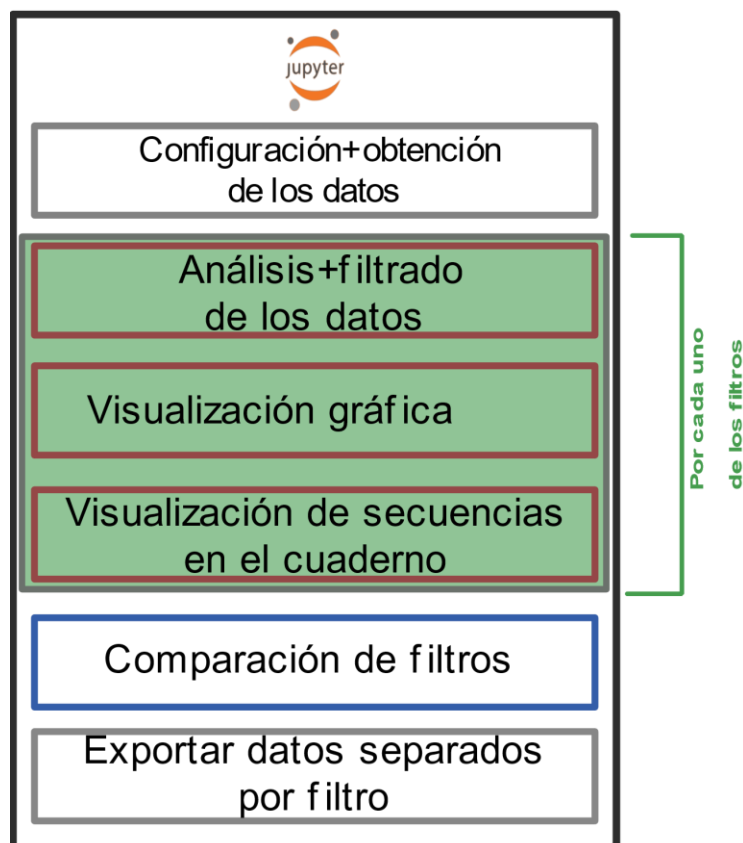 jupyter
Configuración+obtención
de los datos
Análisis+filtrado
de los datos
Visualización gráfica
Visualización de secuencias
en el cuaderno
Por cada uno
de los filtros
Comparación de filtros
Exportar datos separados
por filtro